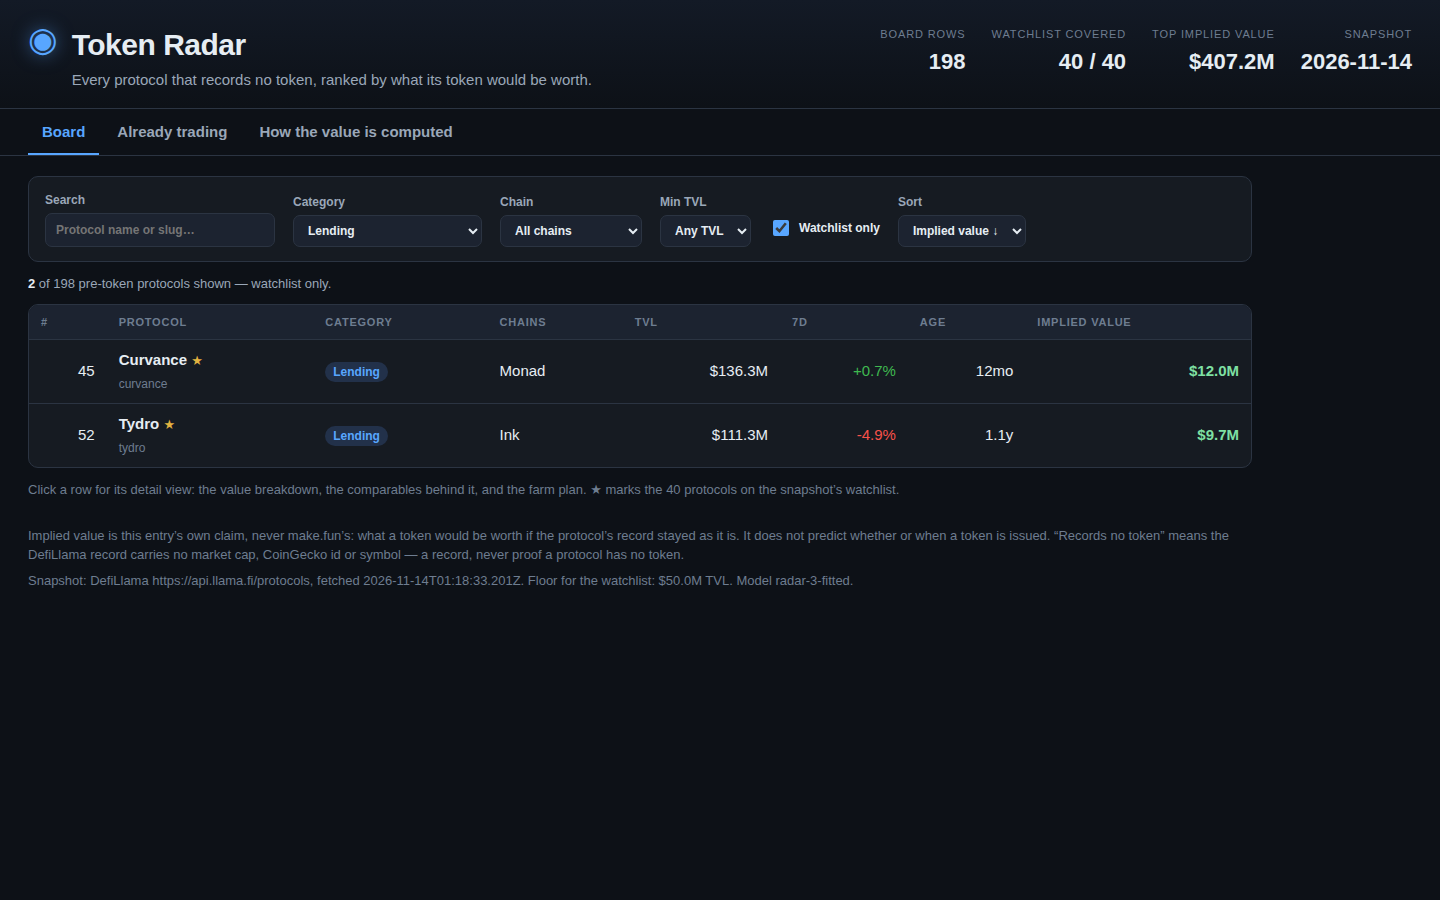 Token Radar
Every protocol that records no token, ranked by what its token would be worth.
BOARD ROWS
198
WATCHLIST COVERED
40 / 40
TOP IMPLIED VALUE
$407.2M
SNAPSHOT
2026-11-14
Board
Already trading
How the value is computed
Search
Protocol name or slug…
Category
Lending
Chain
All chains
Min TVL
Any TVL
Watchlist only
Sort
Implied value ↓
2 of 198 pre-token protocols shown — watchlist only.
# PROTOCOL CATEGORY CHAINS TVL 7D AGE IMPLIED VALUE
45 Curvance ★ Lending Monad $136.3M +0.7% 12mo $12.0M
curvance
52 Tydro ★ Lending Ink $111.3M -4.9% 1.1y $9.7M
tydro
Click a row for its detail view: the value breakdown, the comparables behind it, and the farm plan. ★ marks the 40 protocols on the snapshot's watchlist.
Implied value is this entry's own claim, never make.fun's: what a token would be worth if the protocol's record stayed as it is. It does not predict whether or when a token is issued. “Records no token” means the
DefiLlama record carries no market cap, CoinGecko id or symbol — a record, never proof a protocol has no token.
Snapshot: DefiLlama https://api.llama.fi/protocols, fetched 2026-11-14T01:18:33.201Z. Floor for the watchlist: $50.0M TVL. Model radar-3-fitted.